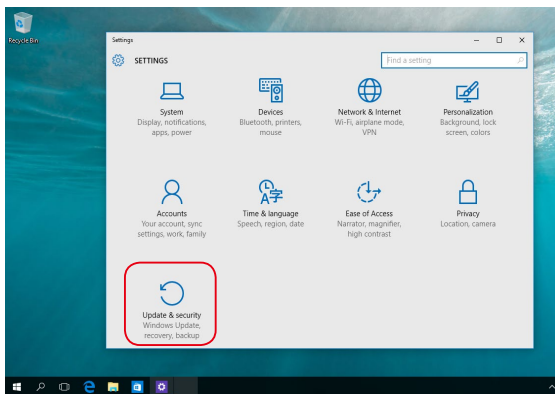 Recycle Bin
Settings
SETTINGS
Find a setting
System
Display, notifications,
apps, power
Devices
Bluetooth, printers,
mouse
Network & Internet
Wi-Fi, airplane mode,
VPN
Personalization
Background, lock
screen, colors
Accounts
Your account, sync
settings, work, family
Time & language
Speech, region, date
Ease of Access
Narrator, magnifier,
high contrast
Privacy
Location, camera
Update & security
Windows Update,
recovery, backup